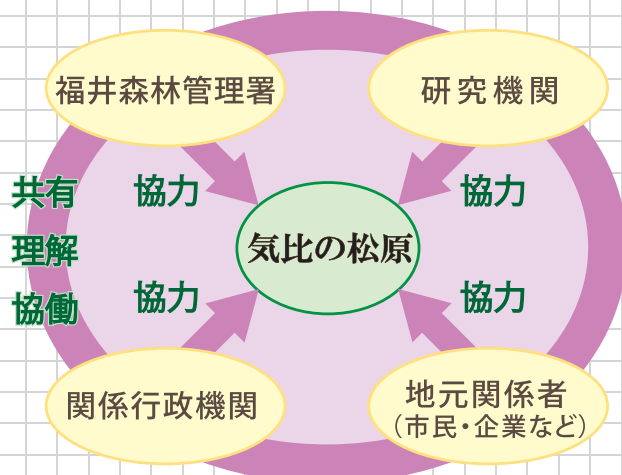 福井森林管理署
研究機関
共有
協力
協力
理解
気比の松原
協働
協力
協力
関係行政機関
地元関係者
（市民・企業など）